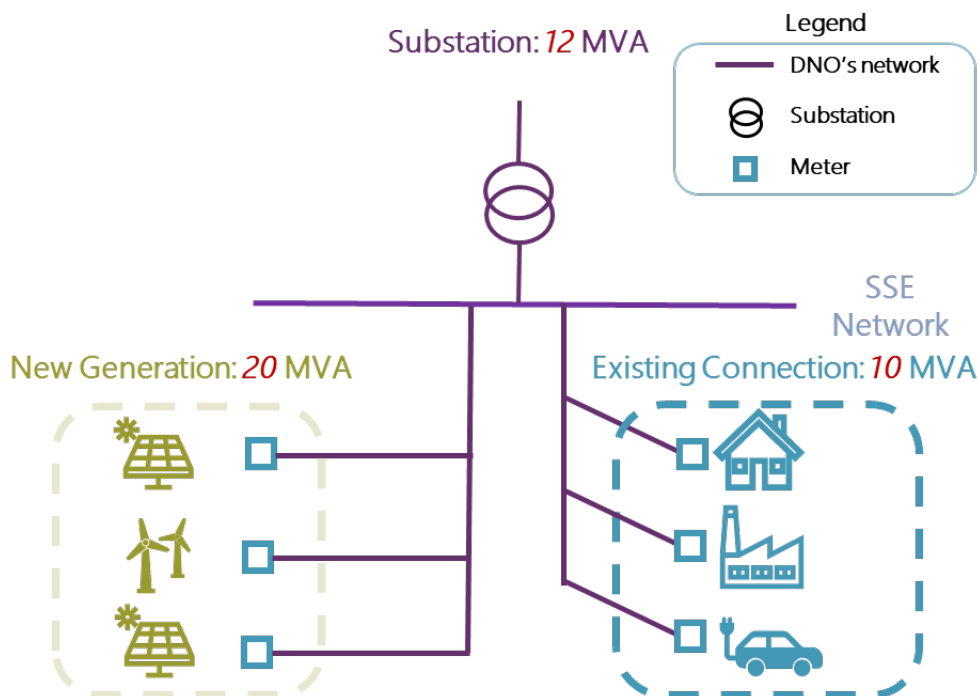 Substation: 12 MVA
Legend
DNO's network
Substation
Meter
SSE
Network
New Generation: 20 MVA
Existing Connection: 10 MVA